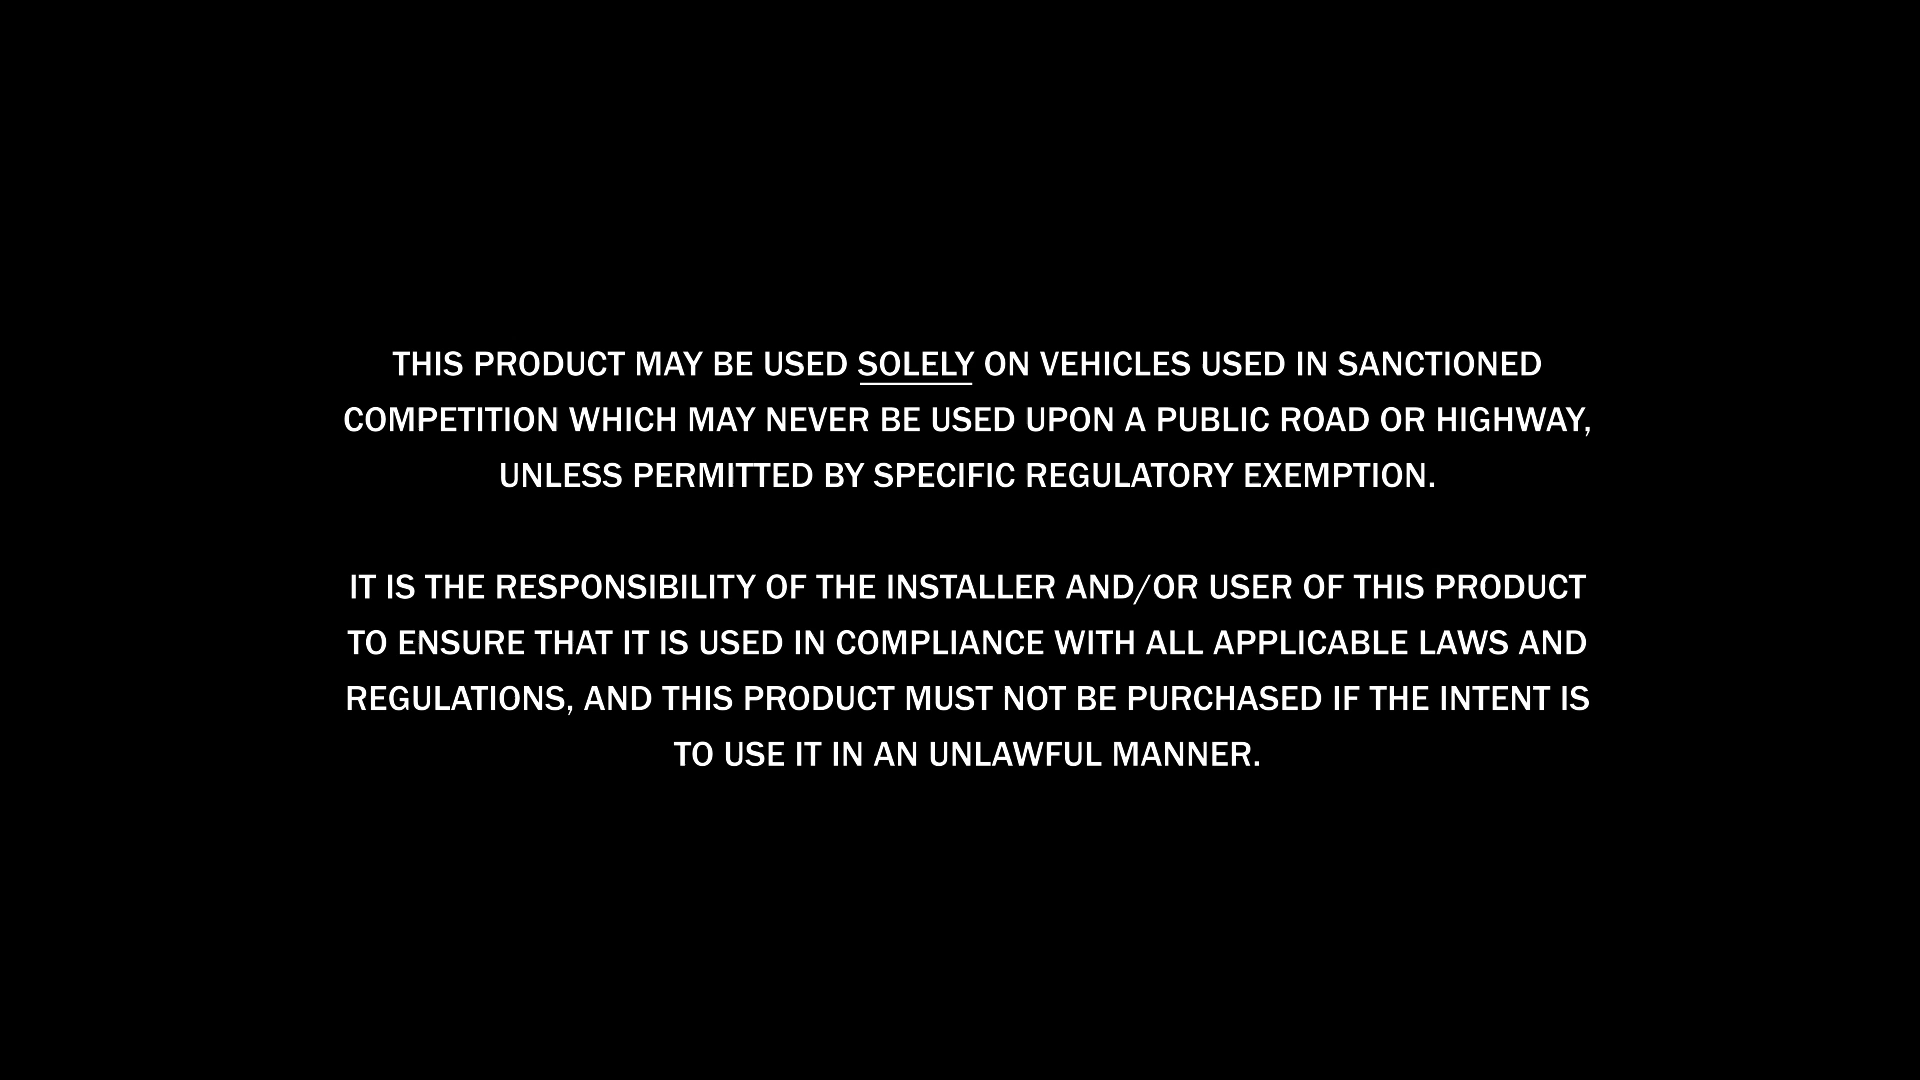 THIS PRODUCT MAY BE USED SOLELY ON VEHICLES USED IN SANCTIONED
COMPETITION WHICH MAY NEVER BE USED UPON A PUBLIC ROAD OR HIGHWAY,
UNLESS PERMITTED BY SPECIFIC REGULATORY EXEMPTION.
IT IS THE RESPONSIBILITY OF THE INSTALLER AND/OR USER OF THIS PRODUCT
TO ENSURE THAT IT IS USED IN COMPLIANCE WITH ALL APPLICABLE LAWS AND
REGULATIONS, AND THIS PRODUCT MUST NOT BE PURCHASED IF THE INTENT IS
TO USE IT IN AN UNLAWFUL MANNER.